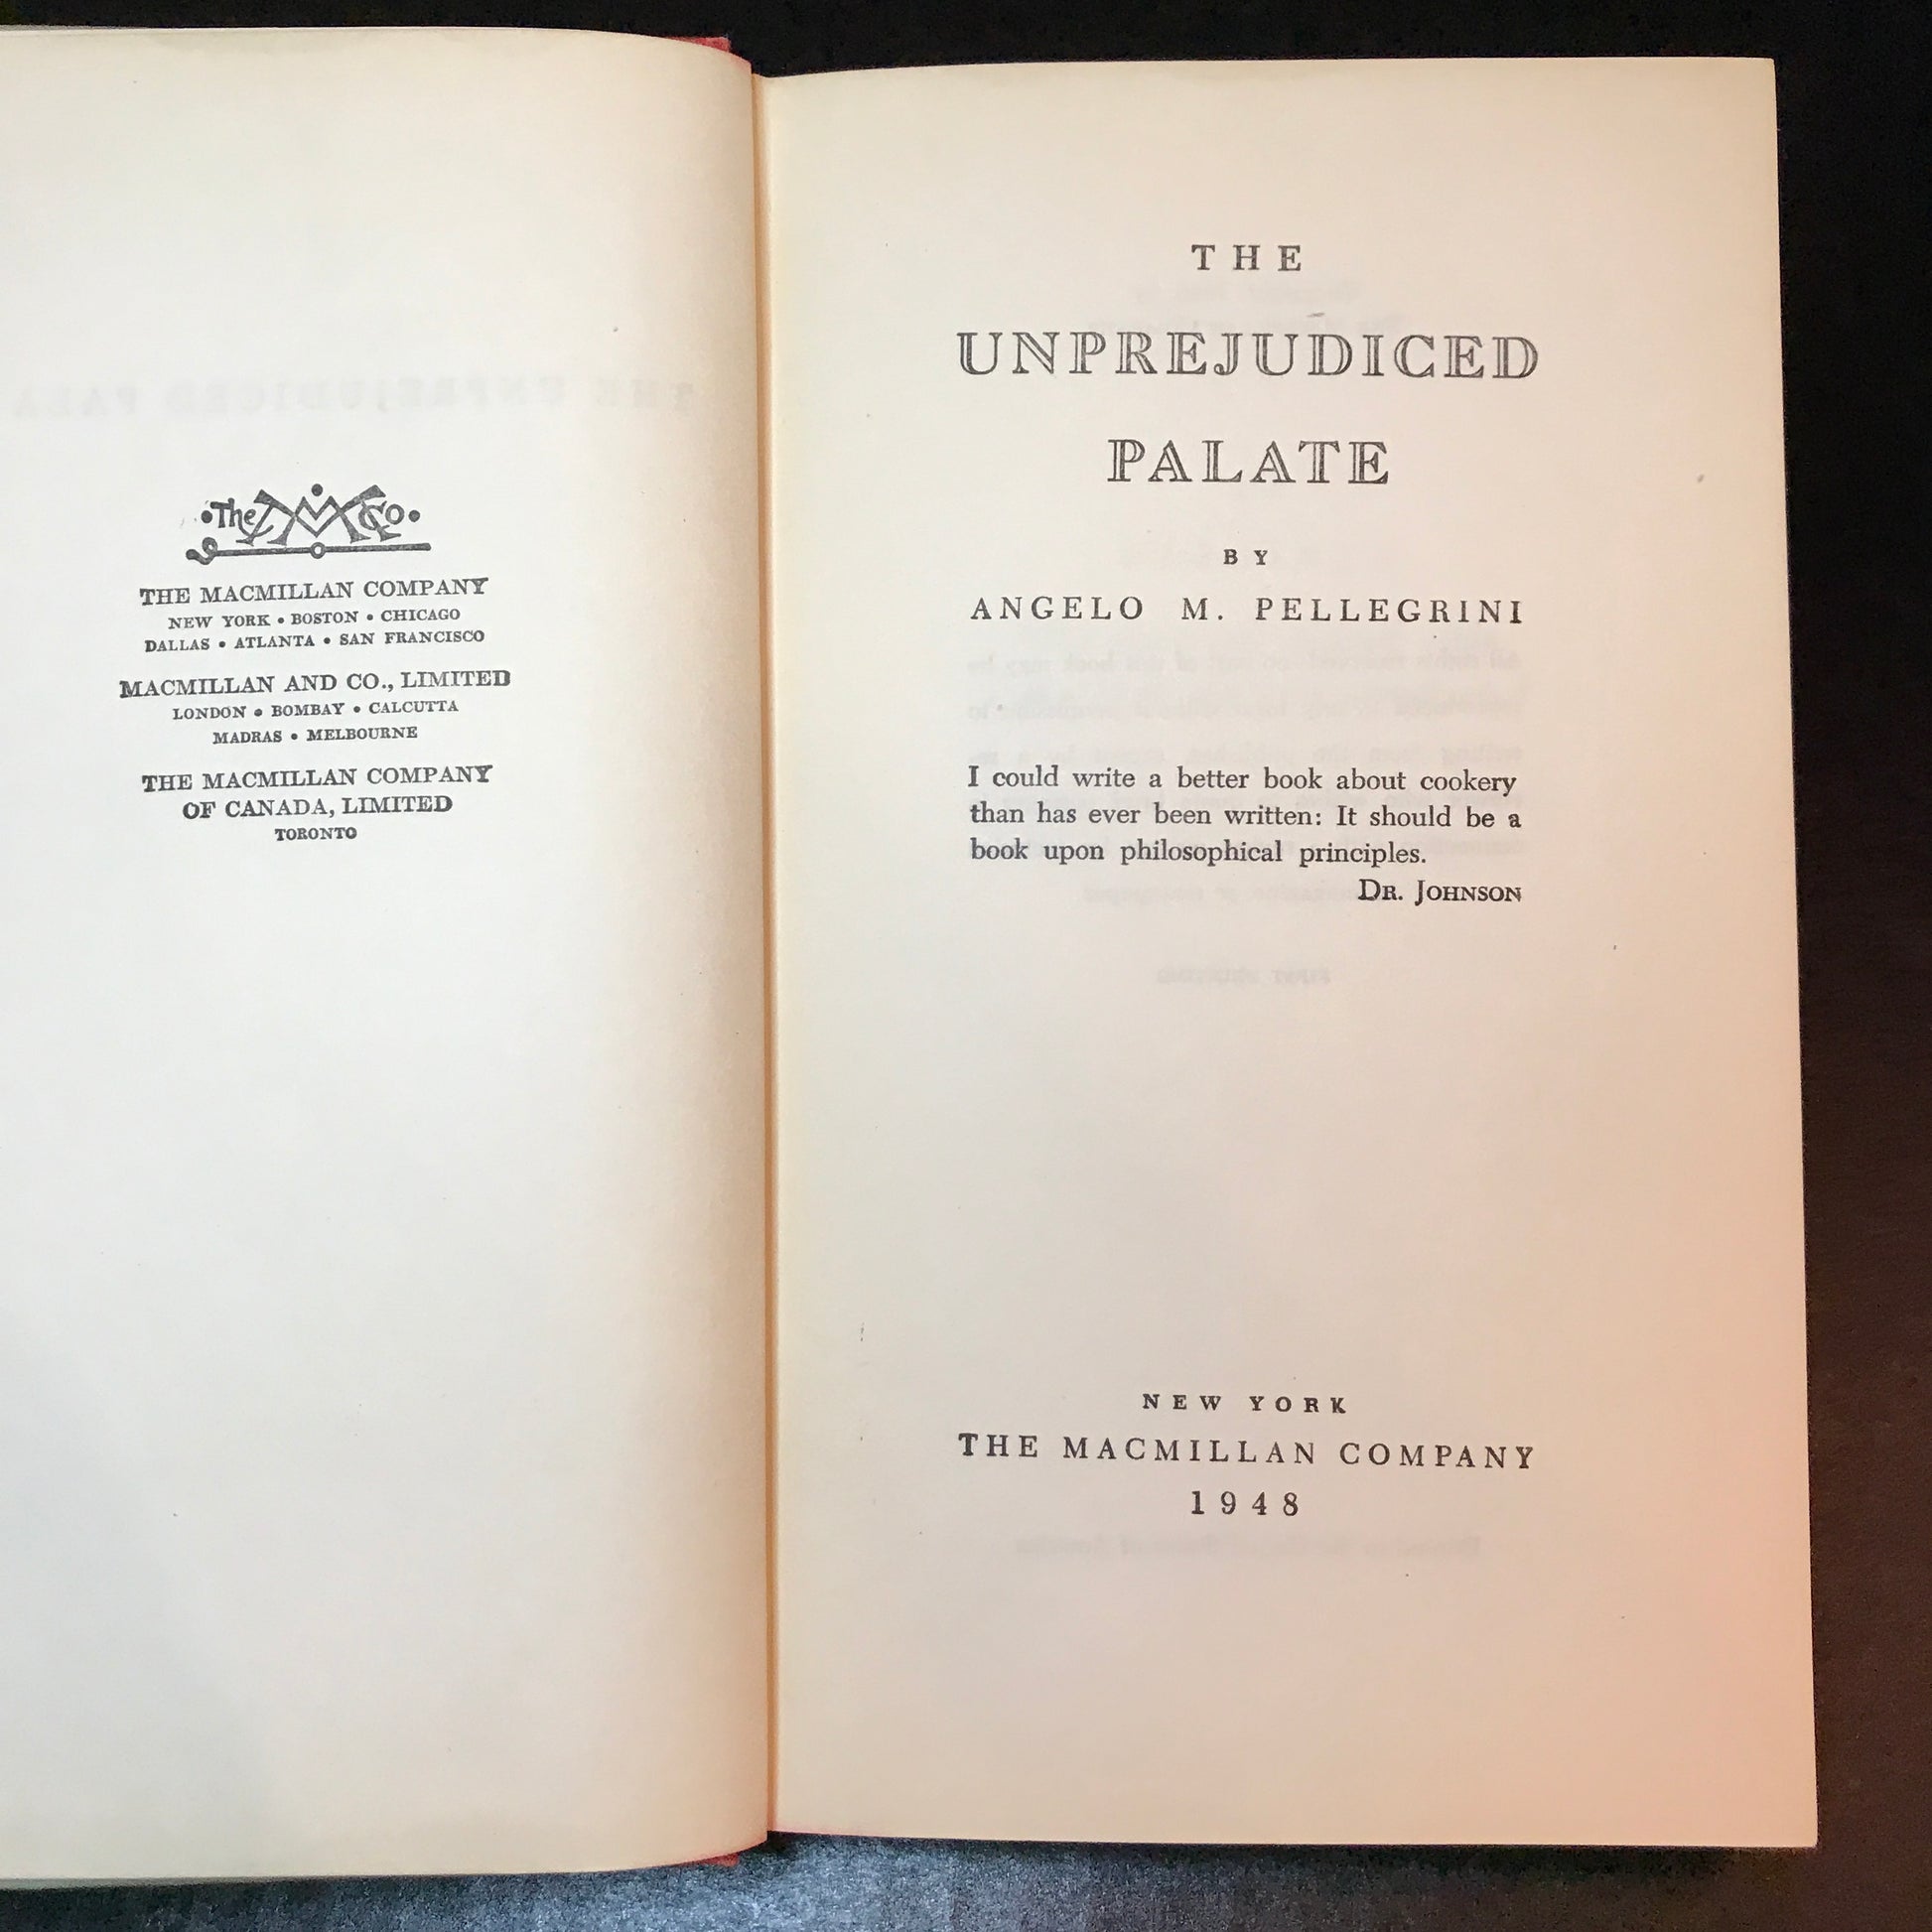 The M Co
THE MACMILLAN COMPANY
NEW YORK • BOSTON • CHICAGO
DALLAS • ATLANTA • SAN FRANCISCO
MACMILLAN AND CO., LIMITED
LONDON • BOMBAY • CALCUTTA
MADRAS • MELBOURNE
THE MACMILLAN COMPANY
OF CANADA, LIMITED
TORONTO
THE
UNPREJUDICED
PALATE
BY
ANGELO M. PELLEGRINI
I could write a better book about cookery
than has ever been written: It should be a
book upon philosophical principles.
DR. JOHNSON
NEW YORK
THE MACMILLAN COMPANY
1948